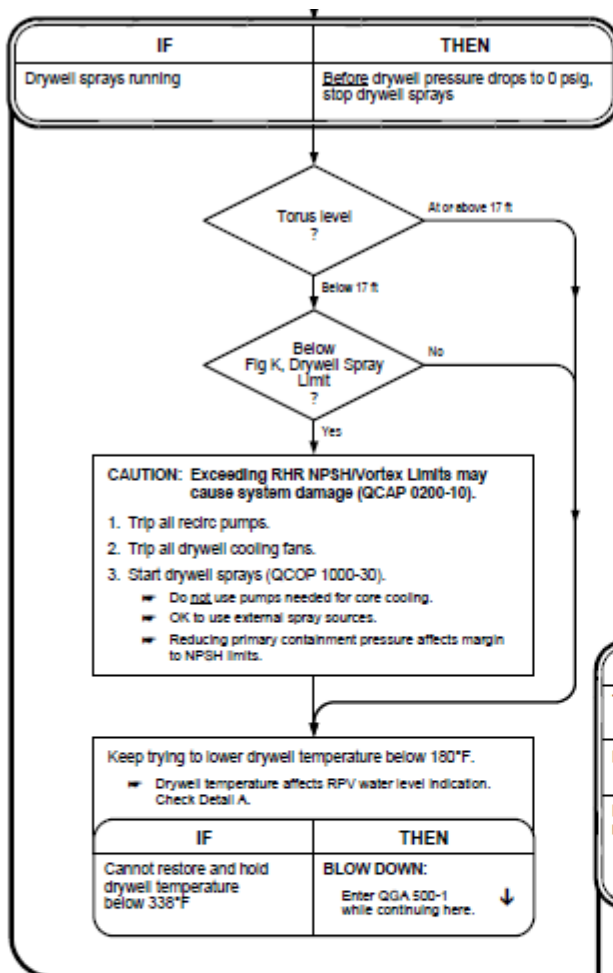 IF
THEN
Drywell sprays running
Before drywell pressure drops to 0 psig,
stop drywell sprays
Torus level
?
At or above 17 ft
Below 17 ft
Below
Fig K, Drywell Spray
Limit
?
No
Yes
CAUTION: Exceeding RHR NPSH/Vortex Limits may
cause system damage (QCAP 0200-10).
1. Trip all recirc pumps.
2. Trip all drywell cooling fans.
3. Start drywell sprays (QCOP 1000-30).
☛ Do not use pumps needed for core cooling.
☛ OK to use external spray sources.
☛ Reducing primary containment pressure affects margin
to NPSH limits.
Keep trying to lower drywell temperature below 180°F.
☛ Drywell temperature affects RPV water level indication.
Check Detail A.
IF
THEN
Cannot restore and hold
drywell temperature
below 338°F
BLOW DOWN:
Enter QGA 500-1
while continuing here.